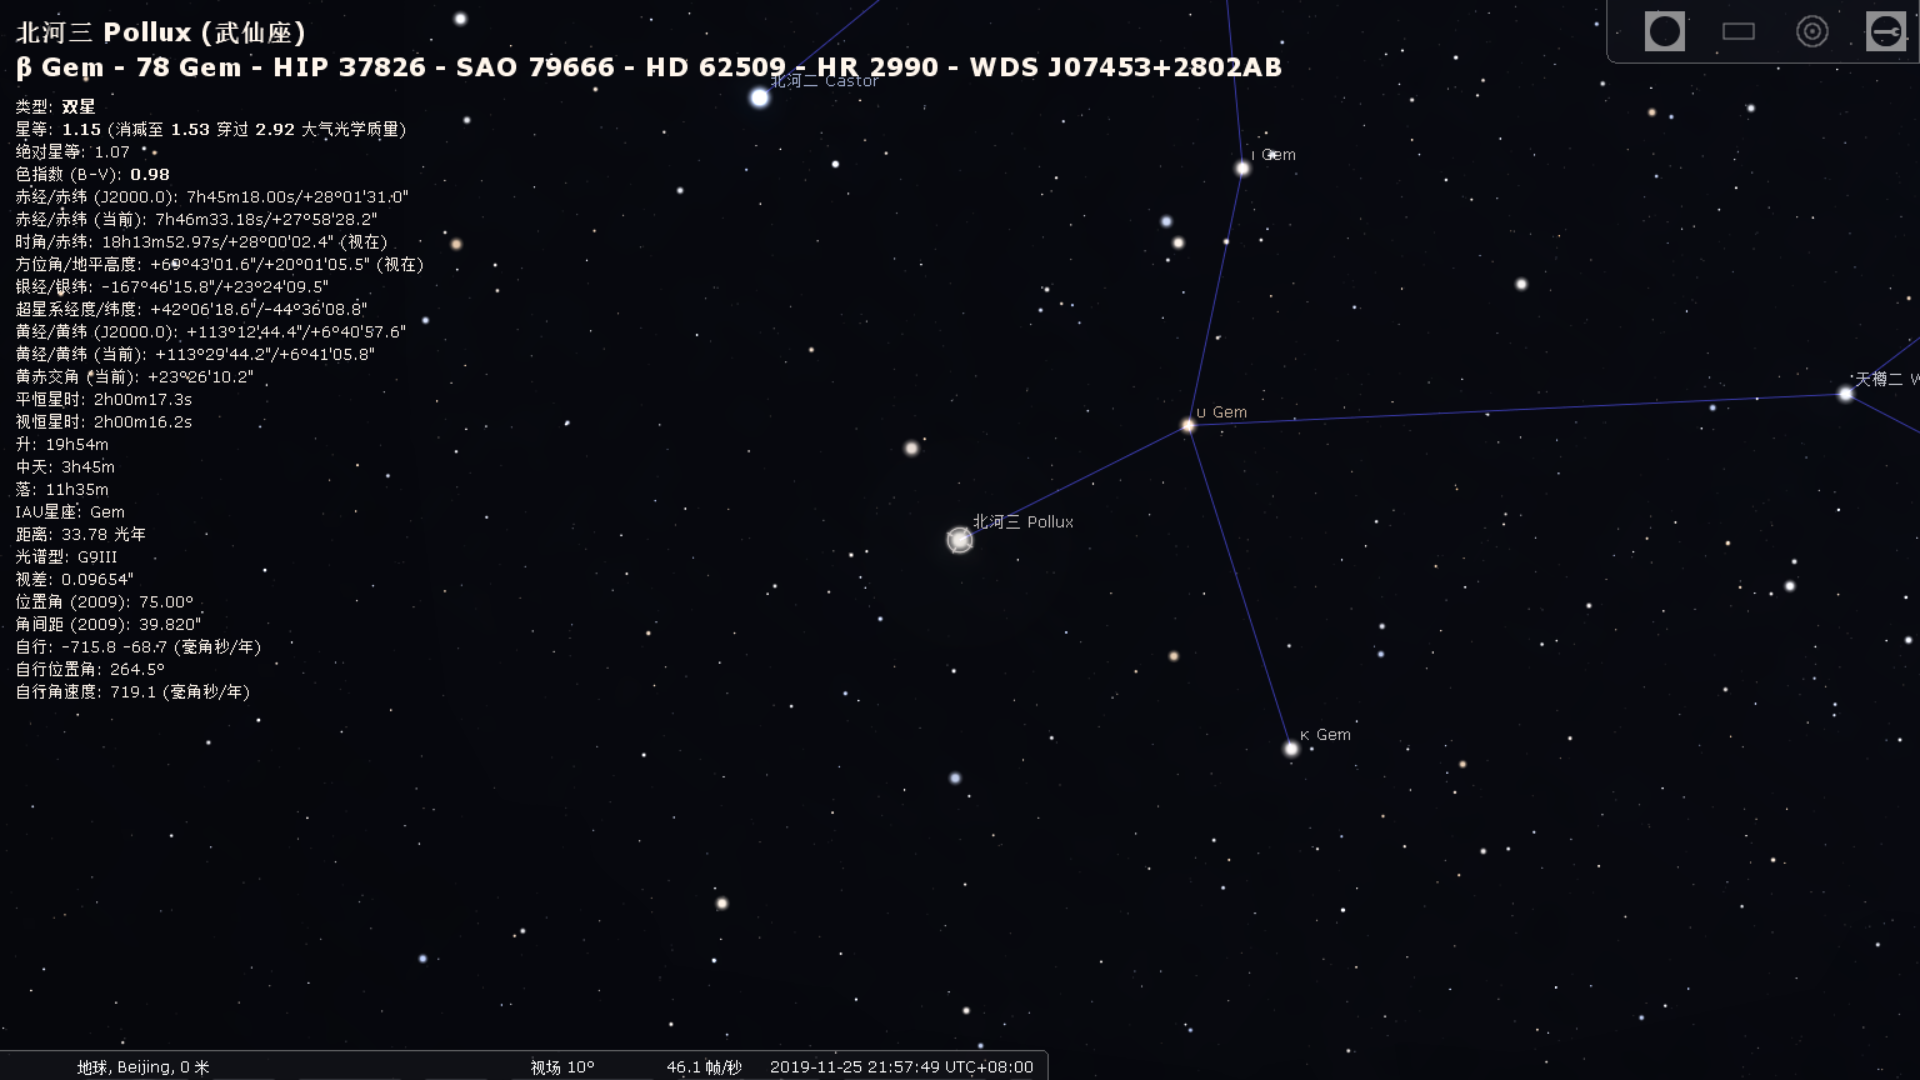 北河三 Pollux (武仙座)
β Gem - 78 Gem - HIP 37826 - SAO 79666 - HD 62509 - HR 2990 - WDS J07453+2802AB
北河二 Castor
类型: 双星
星等: 1.15 (消减至 1.53 穿过 2.92 大气光学质量)
绝对星等: 1.07
色指数 (B-V): 0.98
赤经/赤纬 (J2000.0): 7h45m18.00s/+28°01'31.0"
赤经/赤纬 (当前): 7h46m33.18s/+27°58'28.2"
时角/赤纬: 18h13m52.97s/+28°00'02.4" (视在)
方位角/地平高度: +69°43'01.6"/+20°01'05.5" (视在)
银经/银纬: -167°46'15.8"/+23°24'09.5"
超星系经度/纬度: +42°06'18.6"/-44°36'08.8"
黄经/黄纬 (J2000.0): +113°12'44.4"/+6°40'57.6"
黄经/黄纬 (当前): +113°29'44.2"/+6°41'05.8"
黄赤交角 (当前): +23°26'10.2"
平恒星时: 2h00m17.3s
视恒星时: 2h00m16.2s
升: 19h54m
中天: 3h45m
落: 11h35m
IAU星座: Gem
距离: 33.78 光年
光谱型: G9III
视差: 0.09654"
位置角 (2009): 75.00°
角间距 (2009): 39.820"
自行: -715.8 -68.7 (毫角秒/年)
自行位置角: 264.5°
自行角速度: 719.1 (毫角秒/年)
ι Gem
天樽二 W
υ Gem
北河三 Pollux
κ Gem
地球, Beijing, 0 米 视场 10° 46.1 帧/秒 2019-11-25 21:57:49 UTC+08:00